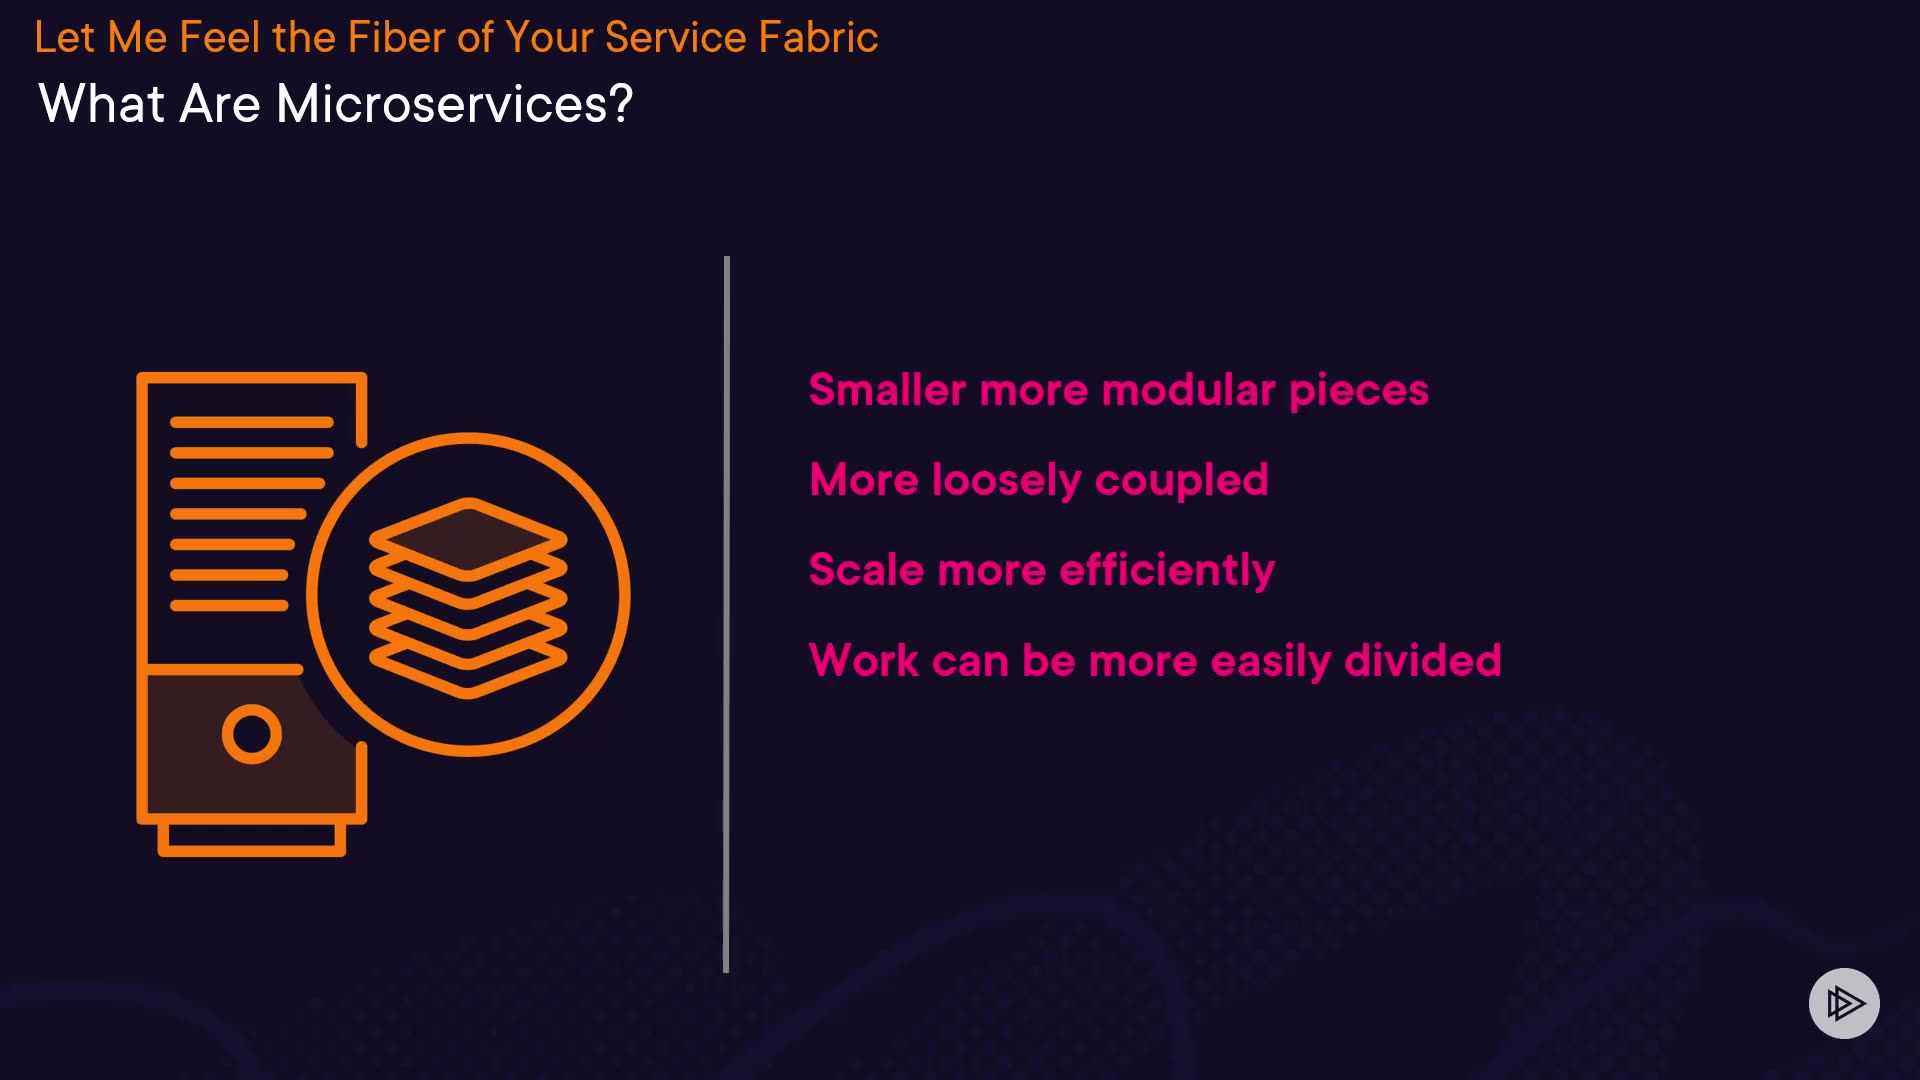 Let Me Feel the Fiber of Your Service Fabric
What Are Microservices?
Smaller more modular pieces
More loosely coupled
Scale more efficiently
Work can be more easily divided